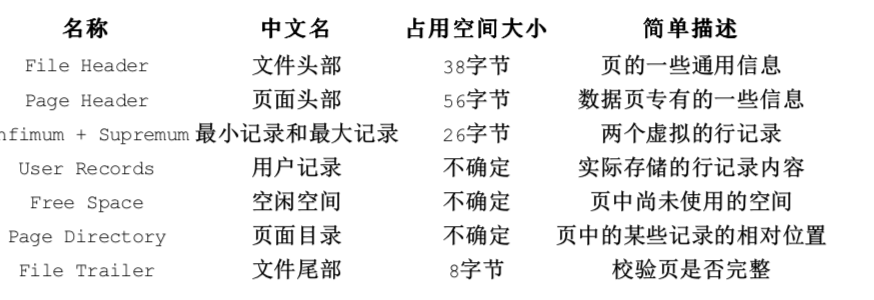 名称 中文名 占用空间大小 简单描述
File Header 文件头部 38字节 页的一些通用信息
Page Header 页面头部 56字节 数据页专有的一些信息
nfimum + Supremum 最小记录和最大记录 26字节 两个虚拟的行记录
User Records 用户记录 不确定 实际存储的行记录内容
Free Space 空闲空间 不确定 页中尚未使用的空间
Page Directory 页面目录 不确定 页中的某些记录的相对位置
File Trailer 文件尾部 8字节 校验页是否完整